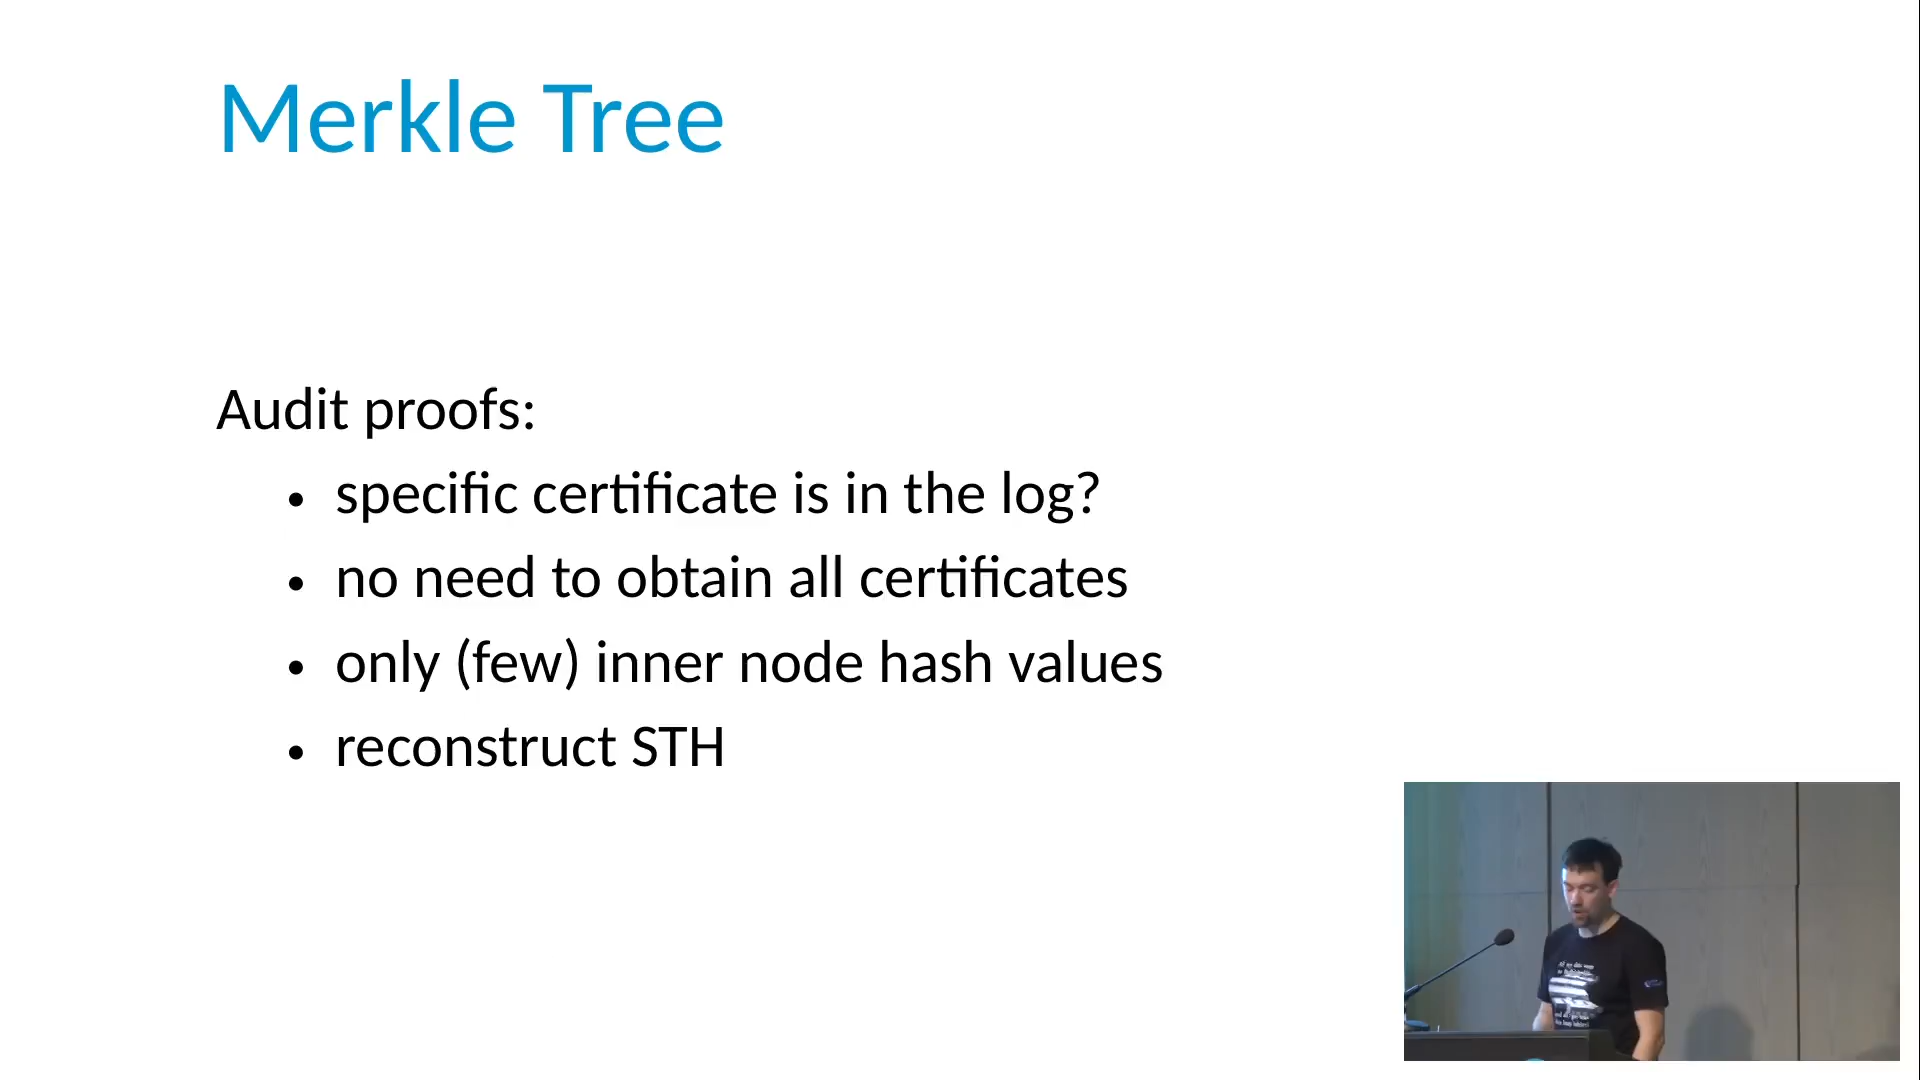 Merkle Tree
Audit proofs:
• specific certificate is in the log?
• no need to obtain all certificates
• only (few) inner node hash values
• reconstruct STH